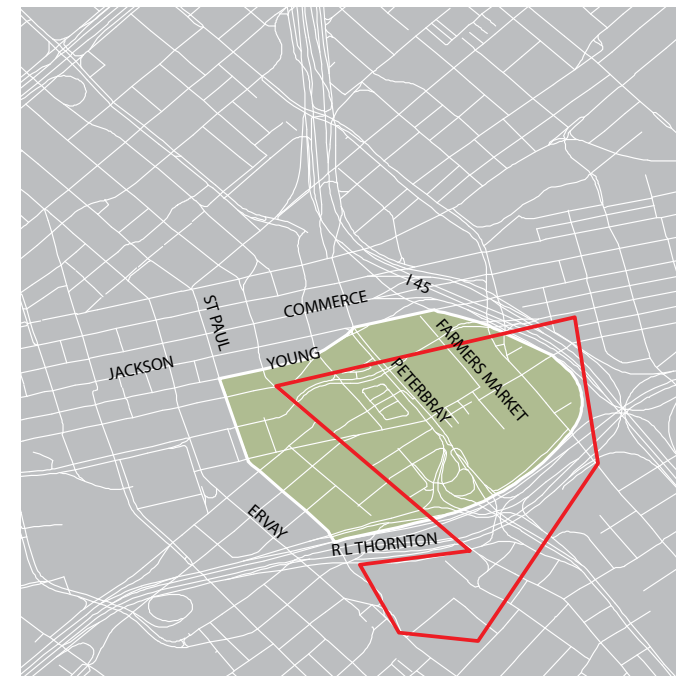 I 45
COMMERCE
ST PAUL
FARMERS MARKET
YOUNG
JACKSON
PETERBRAY
ERVAY
R L THORNTON